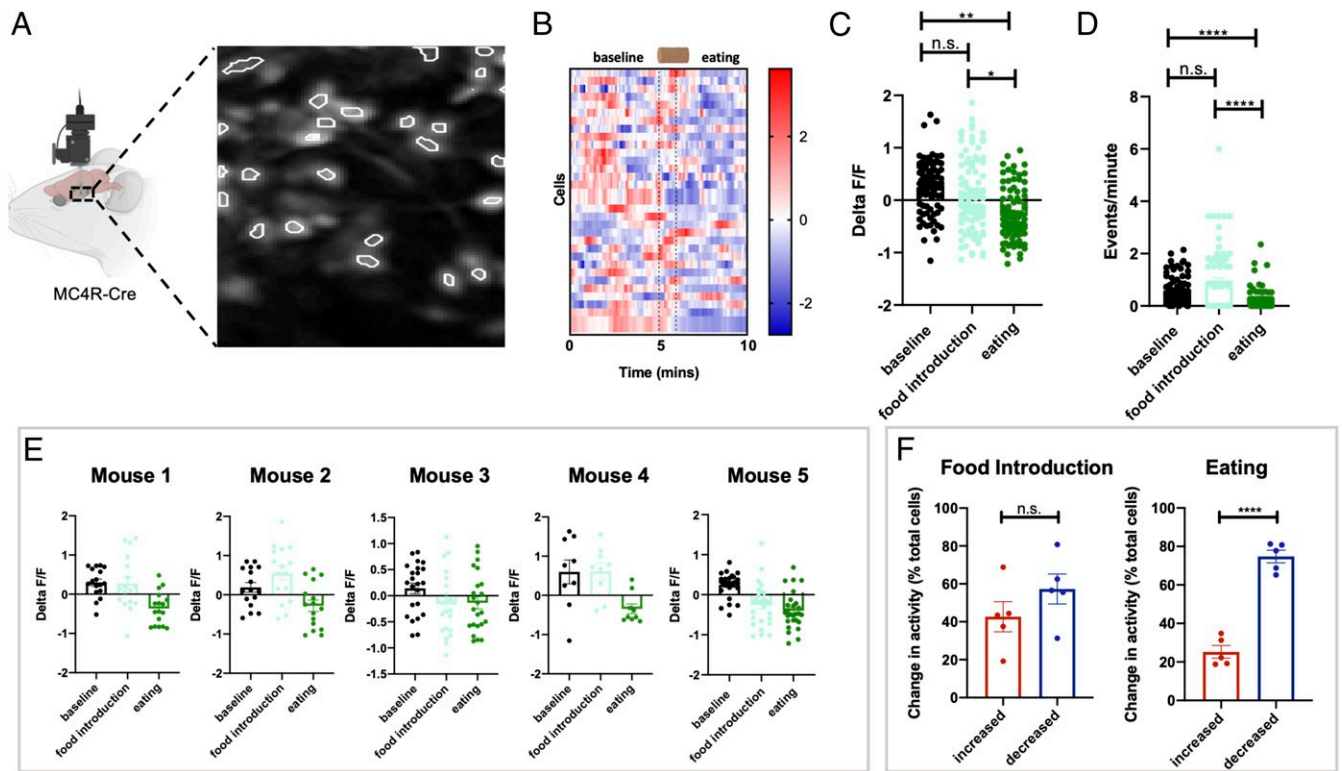 A
MC4R-Cre
B
baseline
eating
Cells
2
0
-2
0
5
10
Time (mins)
C
**
n.s.
*
Delta F/F
2
1
0
-1
-2
baseline
food introduction
eating
D
****
n.s.
****
Events/minute
8
6
4
2
0
baseline
food introduction
eating
E
Mouse 1
Delta F/F
2
1
0
-1
-2
baseline
food introduction
eating
Mouse 2
Delta F/F
2
1
0
-1
-2
baseline
food introduction
eating
Mouse 3
Delta F/F
1.5
1.0
0.5
0.0
-0.5
-1.0
-1.5
baseline
food introduction
eating
Mouse 4
Delta F/F
2
1
0
-1
-2
baseline
food introduction
eating
Mouse 5
Delta F/F
2
1
0
-1
-2
baseline
food introduction
eating
F
Food Introduction
n.s.
Change in activity (% total cells)
100
80
60
40
20
0
increased
decreased
Eating
****
Change in activity (% total cells)
100
80
60
40
20
0
increased
decreased